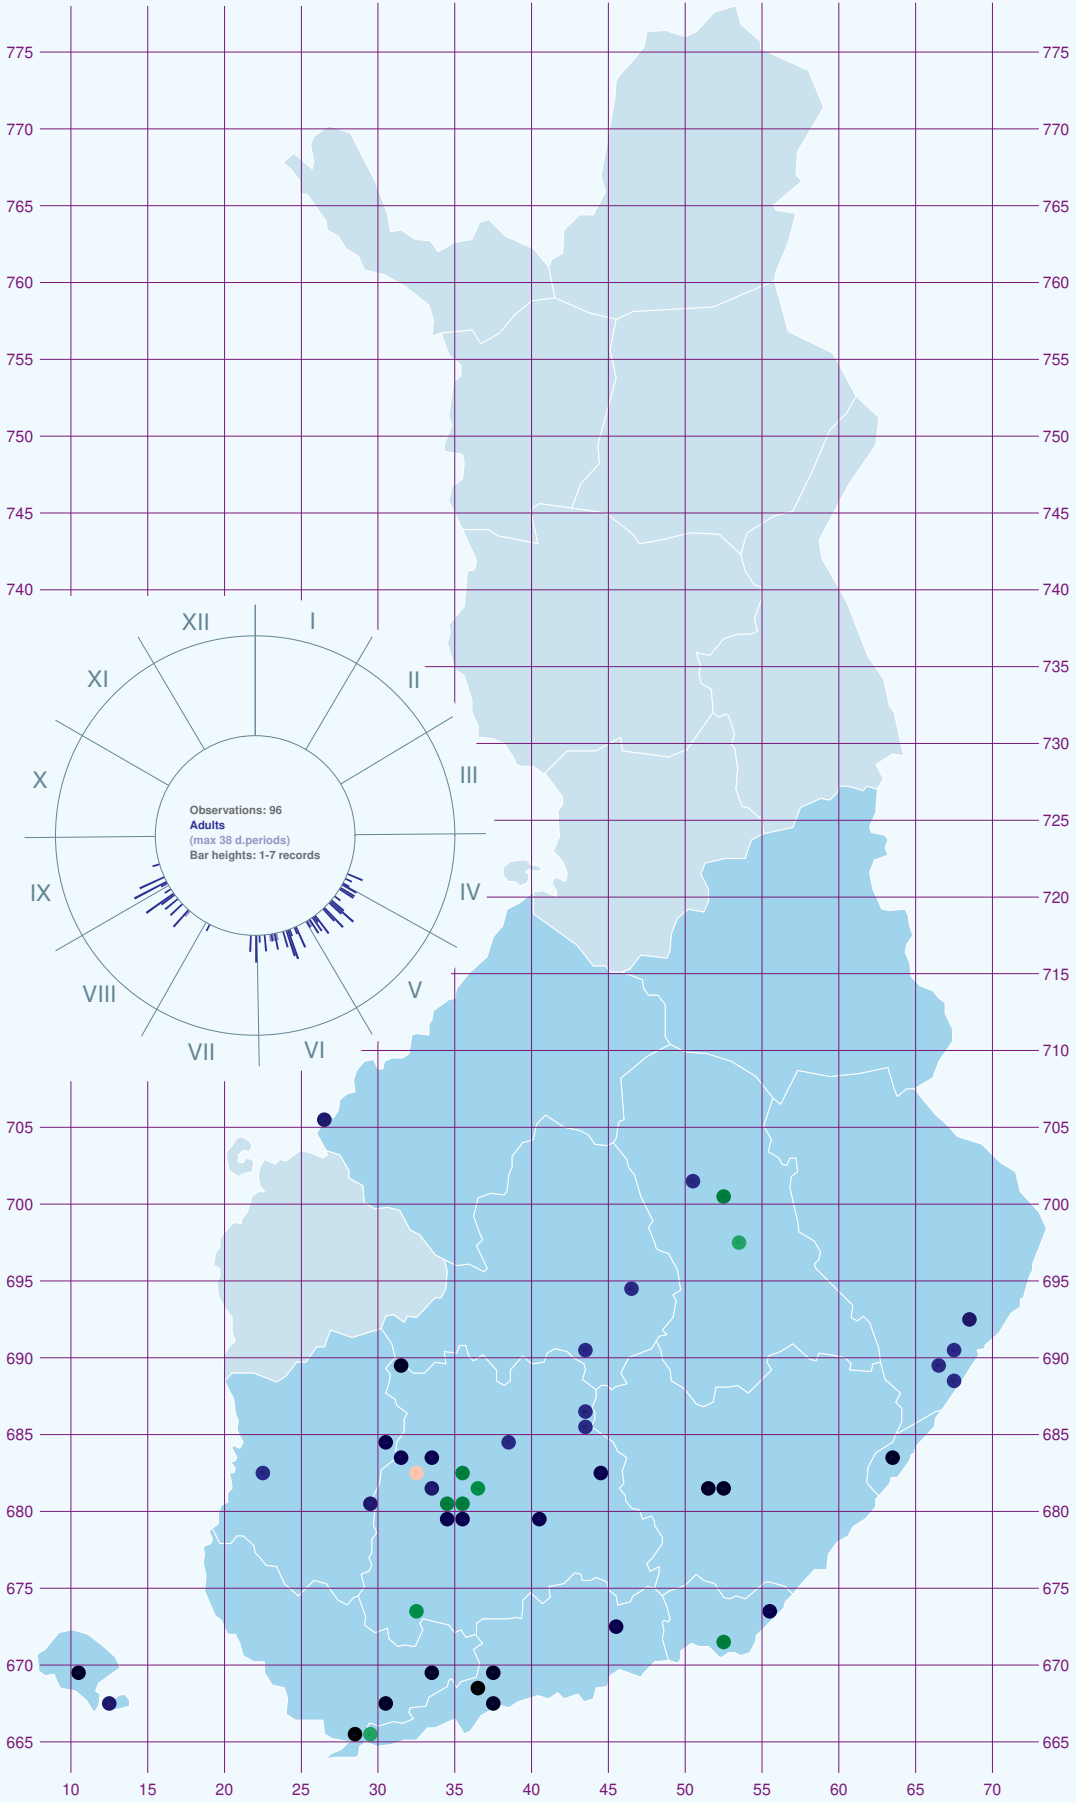 775 775
770 770
765 765
760 760
755 755
750 750
745 745
740 740
XII I
735
XI II
730
X III
Observations: 96
Adults
(max 38 d.periods)
Bar heights: 1-7 records
725
IX IV
720
VIII V
715
VII VI
710
705 705
700 700
695 695
690 690
685 685
680 680
675 675
670 670
665 665
10 15 20 25 30 35 40 45 50 55 60 65 70